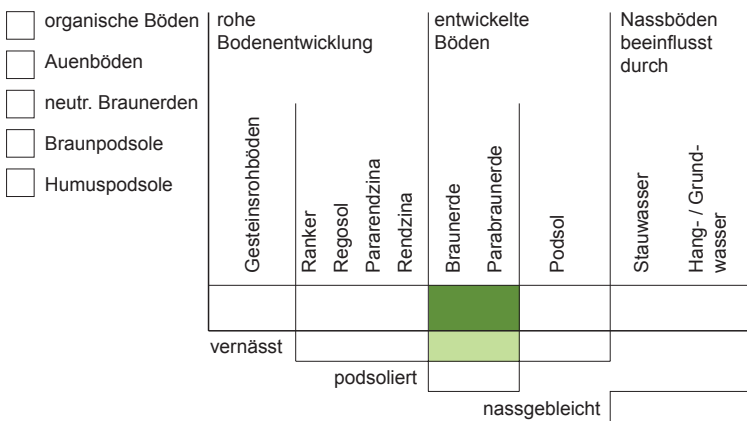 organische Böden
Auenböden
neutr. Braunerden
Braunpodsole
Humuspodsole
rohe
Bodenentwicklung
entwickelte
Böden
Nassböden
beeinflusst
durch
Gesteinsrohböden
Ranker
Regosol
Pararendzina
Rendzina
Braunerde
Parabraunerde
Podsol
Stauwasser
Hang- / Grund-
wasser
vernässt
podsoliert
nassgebleicht